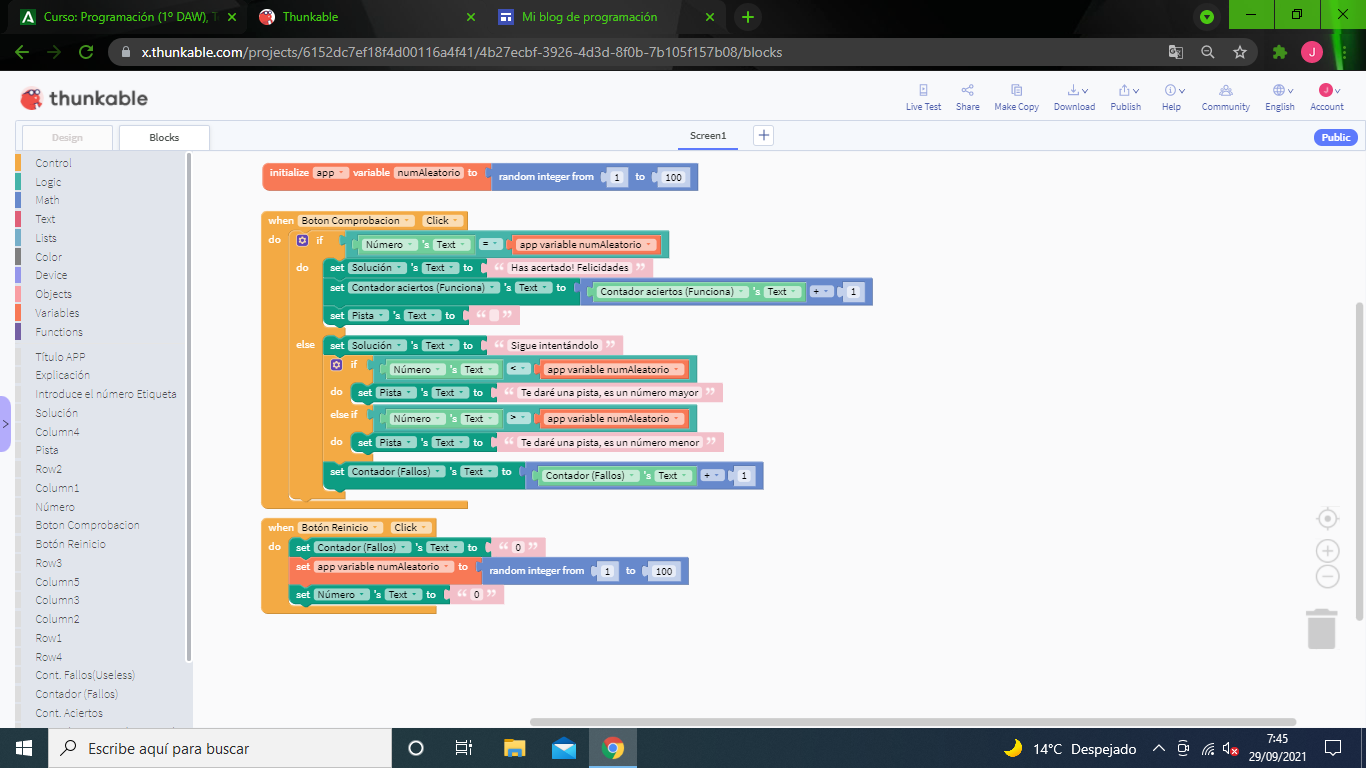 Curso: Programación (1º DAW), T
Thunkable
Mi blog de programación
x.thunkable.com/projects/6152dc7ef18f4d00116a4f41/4b27ecbf-3926-4d3d-8f0b-7b105f157b08/blocks
J
thunkable
Live Test
Share
Make Copy
Download
Publish
Help
Community
English
J
Account
Design
Blocks
Screen1
+
Public
Control
Logic
Math
Text
Lists
Color
Device
Objects
Variables
Functions
Título APP
Explicación
Introduce el número Etiqueta
Solución
Column4
Pista
Row2
Column1
Número
Boton Comprobacion
Botón Reinicio
Row3
Column5
Column3
Column2
Row1
Row4
Cont. Fallos(Useless)
Contador (Fallos)
Cont. Aciertos
initialize app variable numAleatorio to random integer from 1 to 100
when Boton Comprobacion Click
do if Número 's Text = app variable numAleatorio
do set Solución 's Text to “ Has acertado! Felicidades ”
set Contador aciertos (Funciona) 's Text to Contador aciertos (Funciona) 's Text + 1
set Pista 's Text to “ ”
else set Solución 's Text to “ Sigue intentándolo ”
if Número 's Text < app variable numAleatorio
do set Pista 's Text to “ Te daré una pista, es un número mayor ”
else if Número 's Text > app variable numAleatorio
do set Pista 's Text to “ Te daré una pista, es un número menor ”
set Contador (Fallos) 's Text to Contador (Fallos) 's Text + 1
when Botón Reinicio Click
do set Contador (Fallos) 's Text to “ 0 ”
set app variable numAleatorio to random integer from 1 to 100
set Número 's Text to “ 0 ”
Escribe aquí para buscar
14°C Despejado
7:45
29/09/2021